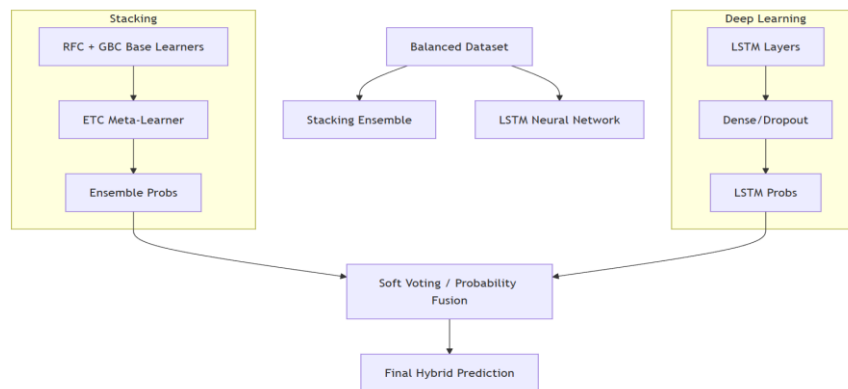 Stacking
RFC + GBC Base Learners
ETC Meta-Learner
Ensemble Probs
Balanced Dataset
Stacking Ensemble
LSTM Neural Network
Deep Learning
LSTM Layers
Dense/Dropout
LSTM Probs
Soft Voting / Probability
Fusion
Final Hybrid Prediction